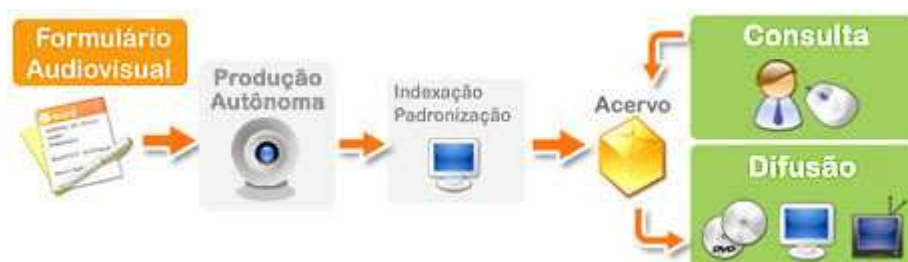 Formulário
Audiovisual
Produção
Autônoma
Indexação
Padronização
Acervo
Consulta
Difusão
DVD